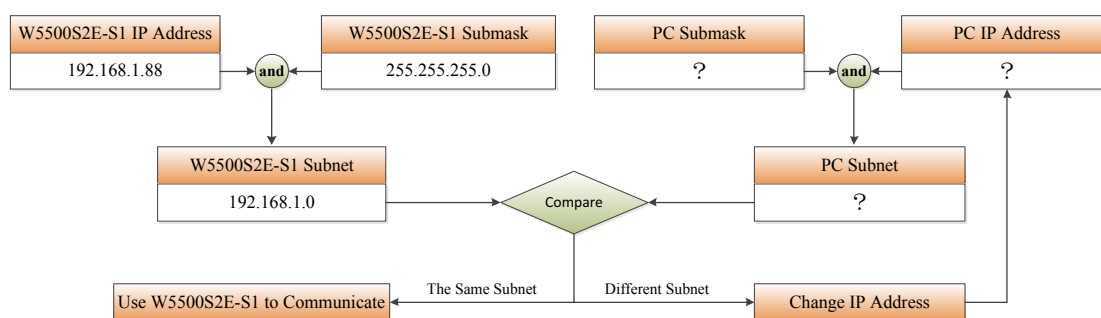 W5500S2E-S1 IP Address
192.168.1.88
and
W5500S2E-S1 Submask
255.255.255.0
PC Submask
?
and
PC IP Address
?
W5500S2E-S1 Subnet
192.168.1.0
Compare
PC Subnet
?
Use W5500S2E-S1 to Communicate
The Same Subnet
Different Subnet
Change IP Address